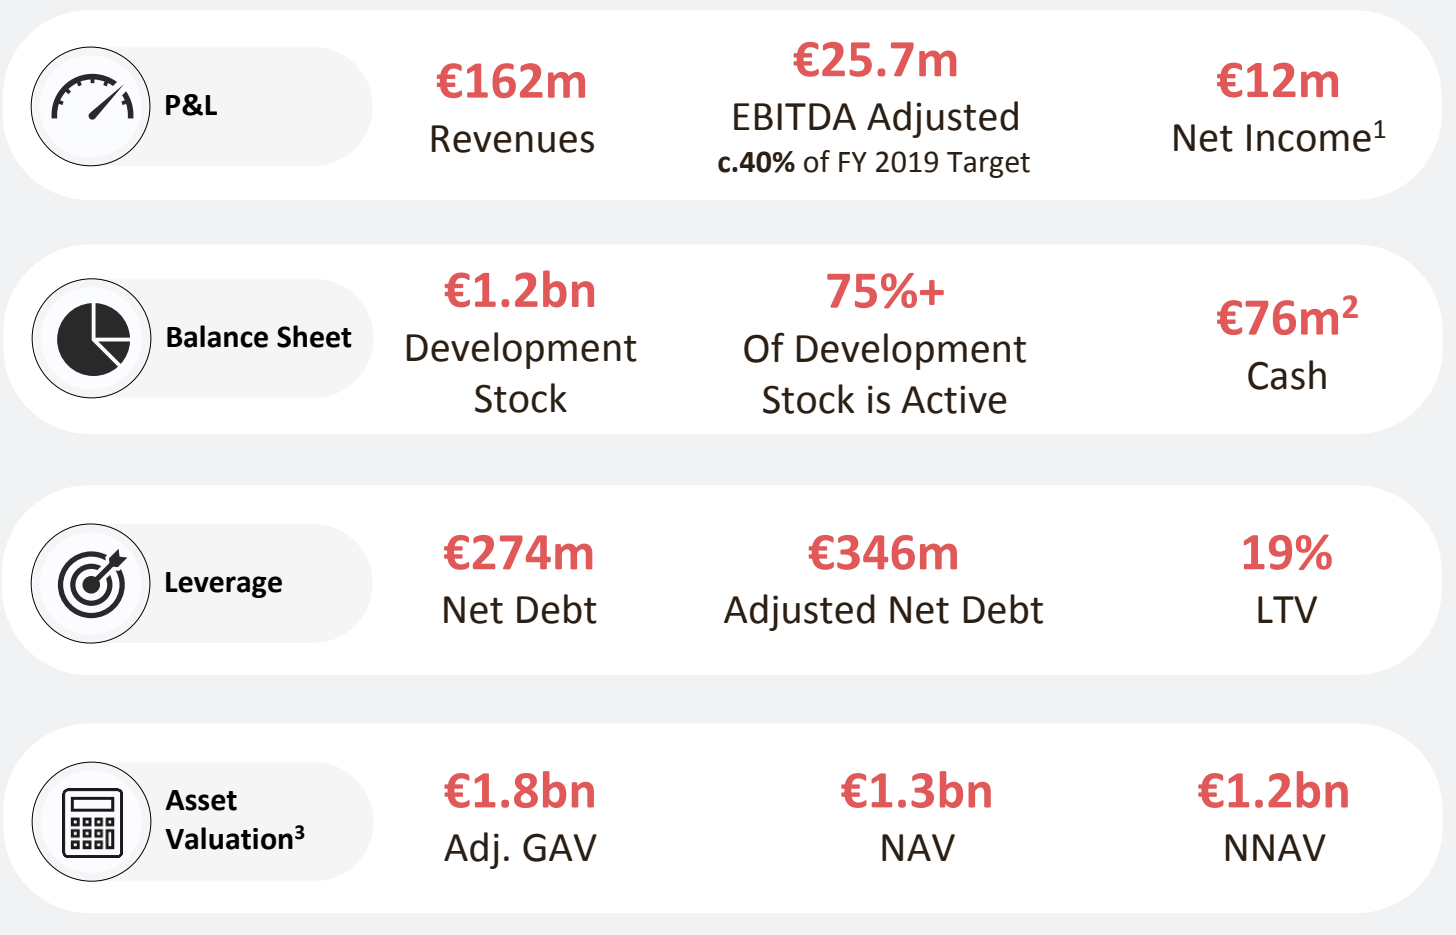 P&L
€162m
Revenues
€25.7m
EBITDA Adjusted
c.40% of FY 2019 Target
€12m
Net Income¹
Balance Sheet
€1.2bn
Development
Stock
75%+
Of Development
Stock is Active
€76m²
Cash
Leverage
€274m
Net Debt
€346m
Adjusted Net Debt
19%
LTV
Asset
Valuation³
€1.8bn
Adj. GAV
€1.3bn
NAV
€1.2bn
NNAV